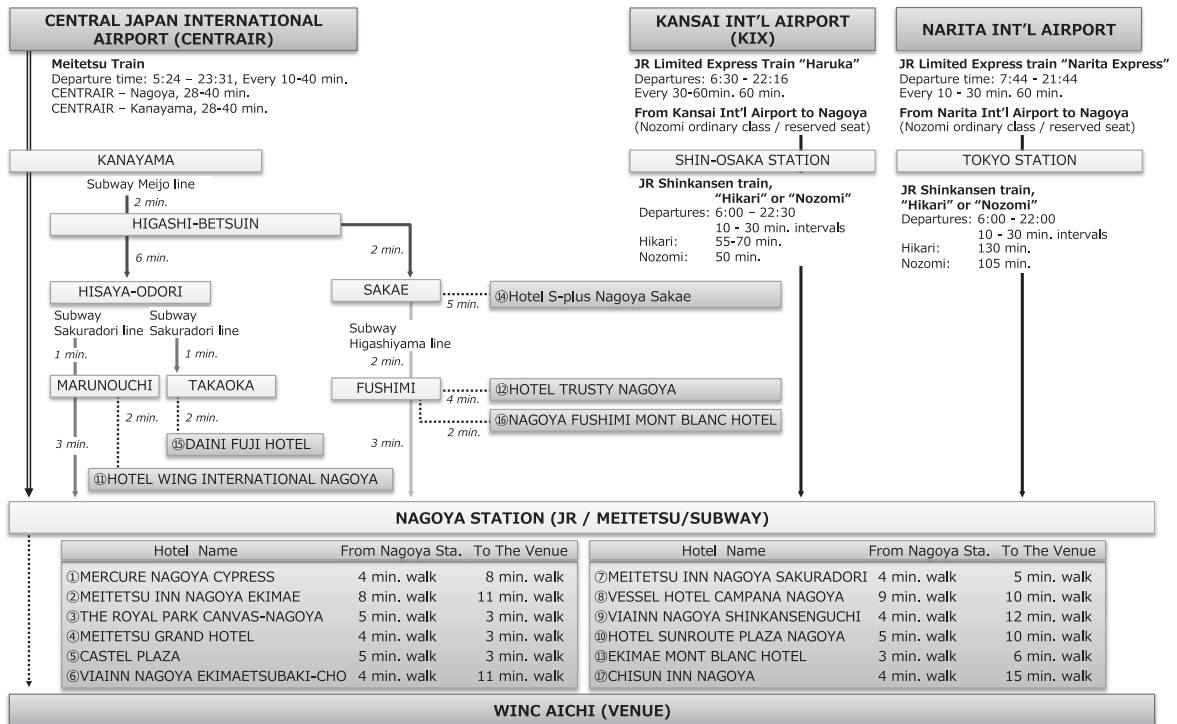 CENTRAL JAPAN INTERNATIONAL
AIRPORT (CENTRAIR)
Meitetsu Train
Departure time: 5:24 – 23:31, Every 10-40 min.
CENTRAIR – Nagoya, 28-40 min.
CENTRAIR – Kanayama, 28-40 min.
KANSAI INT'L AIRPORT
(KIX)
JR Limited Express Train "Haruka"
Departures: 6:30 - 22:16
Every 30-60min. 60 min.
From Kansai Int'l Airport to Nagoya
(Nozomi ordinary class / reserved seat)
NARITA INT'L AIRPORT
JR Limited Express train "Narita Express"
Departure time: 7:44 - 21:44
Every 10 - 30 min. 60 min.
From Narita Int'l Airport to Nagoya
(Nozomi ordinary class / reserved seat)
KANAYAMA
Subway Meijo line
2 min.
HIGASHI-BETSUIN
6 min.
2 min.
HISAYA-ODORI
SAKAE
5 min.
⑭Hotel S-plus Nagoya Sakae
Subway
Sakuradori line
Subway
Sakuradori line
1 min.
1 min.
Subway
Higashiyama line
2 min.
MARUNOUCHI
TAKAOKA
FUSHIMI
4 min.
⑫HOTEL TRUSTY NAGOYA
2 min.
⑯NAGOYA FUSHIMI MONT BLANC HOTEL
2 min.
2 min.
3 min.
⑮DAINI FUJI HOTEL
3 min.
⑪HOTEL WING INTERNATIONAL NAGOYA
SHIN-OSAKA STATION
JR Shinkansen train,
"Hikari" or "Nozomi"
Departures: 6:00 - 22:30
10 - 30 min. intervals
Hikari: 55-70 min.
Nozomi: 50 min.
TOKYO STATION
JR Shinkansen train,
"Hikari" or "Nozomi"
Departures: 6:00 - 22:00
10 - 30 min. intervals
Hikari: 130 min.
Nozomi: 105 min.
NAGOYA STATION (JR / MEITETSU/SUBWAY)
Hotel Name From Nagoya Sta. To The Venue
①MERCURE NAGOYA CYPRESS 4 min. walk 8 min. walk
②MEITETSU INN NAGOYA EKIMAE 8 min. walk 11 min. walk
③THE ROYAL PARK CANVAS-NAGOYA 5 min. walk 3 min. walk
④MEITETSU GRAND HOTEL 4 min. walk 3 min. walk
⑤CASTEL PLAZA 5 min. walk 3 min. walk
⑥VIAINN NAGOYA EKIMAETSUBAKI-CHO 4 min. walk 11 min. walk
Hotel Name From Nagoya Sta. To The Venue
⑦MEITETSU INN NAGOYA SAKURADORI 4 min. walk 5 min. walk
⑧VESSEL HOTEL CAMPANA NAGOYA 9 min. walk 10 min. walk
⑨VIAINN NAGOYA SHINKANSENGUCHI 4 min. walk 12 min. walk
⑩HOTEL SUNROUTE PLAZA NAGOYA 5 min. walk 10 min. walk
⑬EKIMAE MONT BLANC HOTEL 3 min. walk 6 min. walk
⑰CHISUN INN NAGOYA 4 min. walk 15 min. walk
WINC AICHI (VENUE)